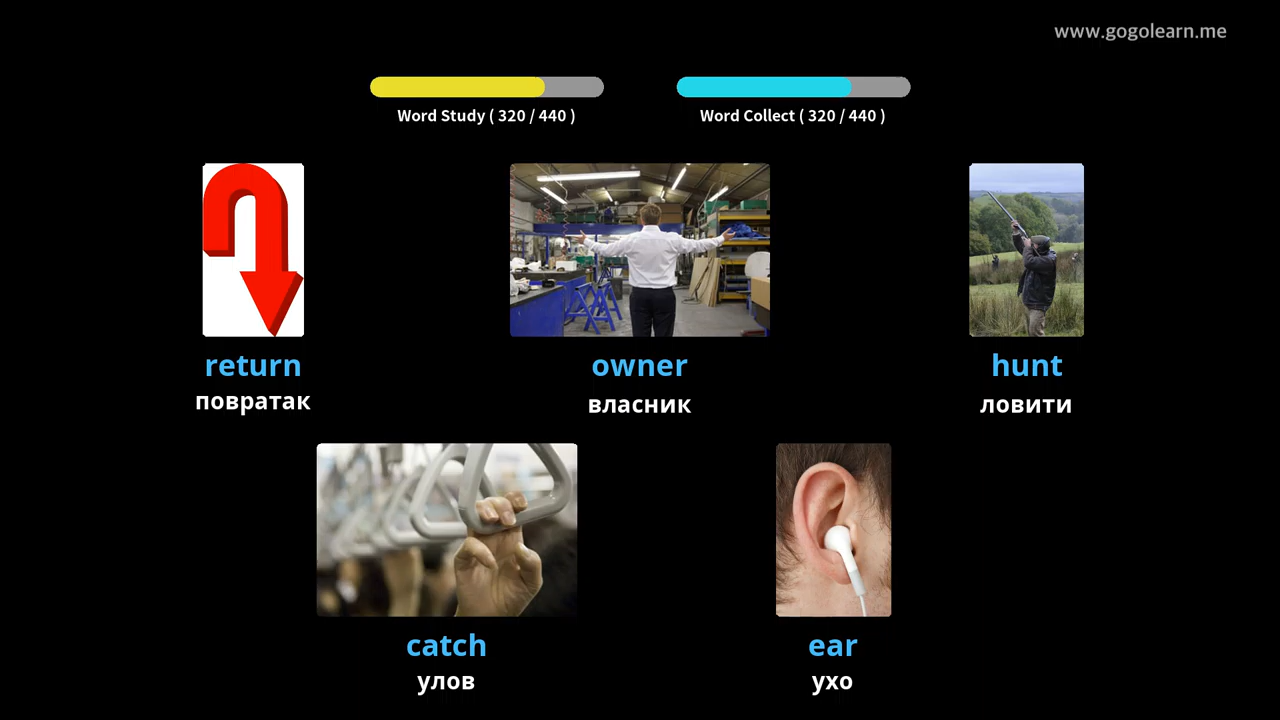 www.gogolearn.me
Word Study ( 320 / 440 )
Word Collect ( 320 / 440 )
return
повратак
owner
власник
hunt
ловити
catch
улов
ear
ухо